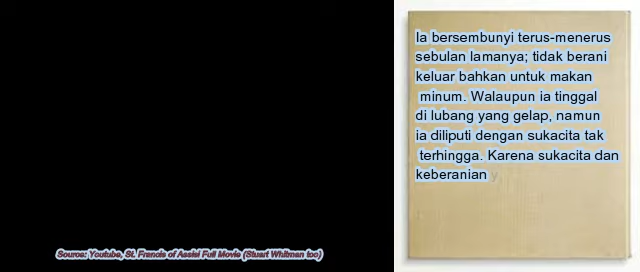 Ia bersembunyi terus-menerus
sebulan lamanya; tidak berani
keluar bahkan untuk makan
minum. Walaupun ia tinggal
di lubang yang gelap, namun
ia diliputi dengan sukacita tak
terhingga. Karena sukacita dan
keberanian y
Source: Youtube, St. Francis of Assisi Full Movie (Stuart Whitman too)